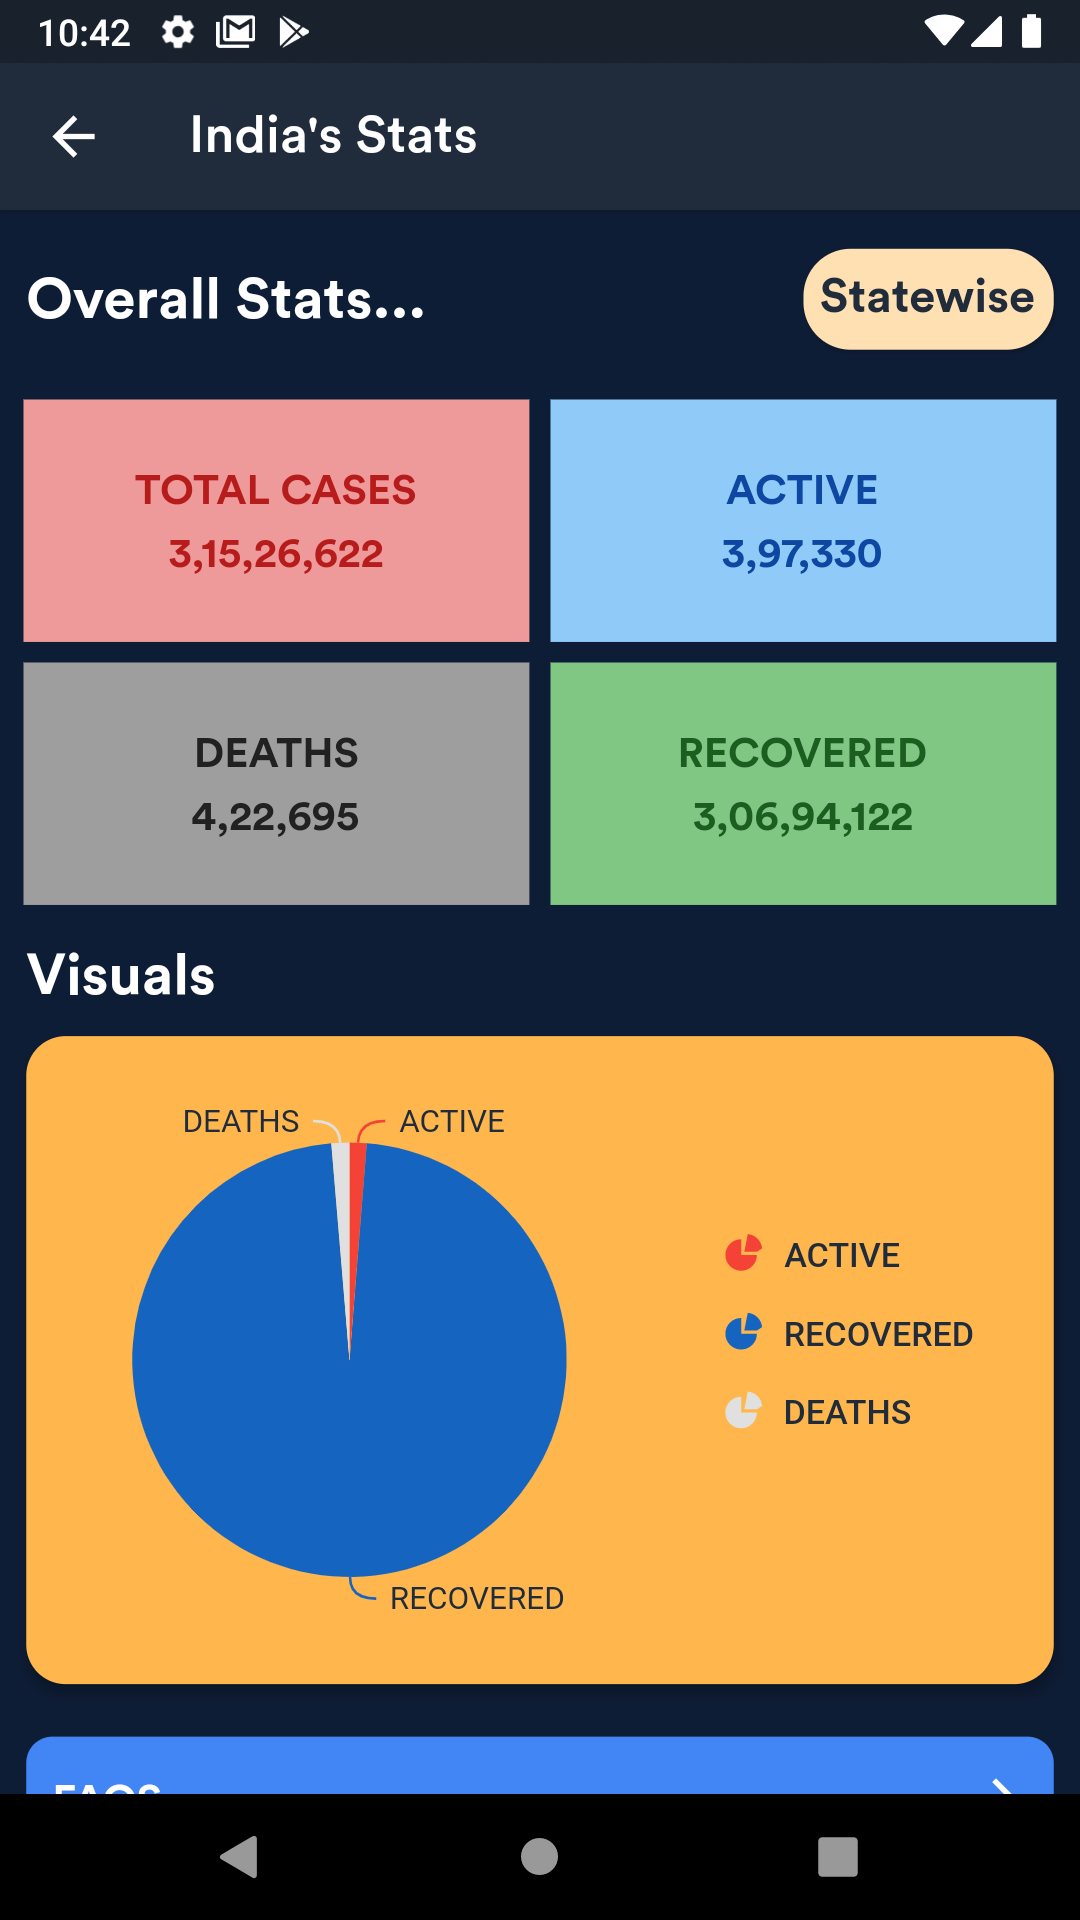 10:42
India's Stats
Overall Stats...
Statewise
TOTAL CASES
3,15,26,622
ACTIVE
3,97,330
DEATHS
4,22,695
RECOVERED
3,06,94,122
Visuals
DEATHS
ACTIVE
RECOVERED
ACTIVE
RECOVERED
DEATHS
FAQS